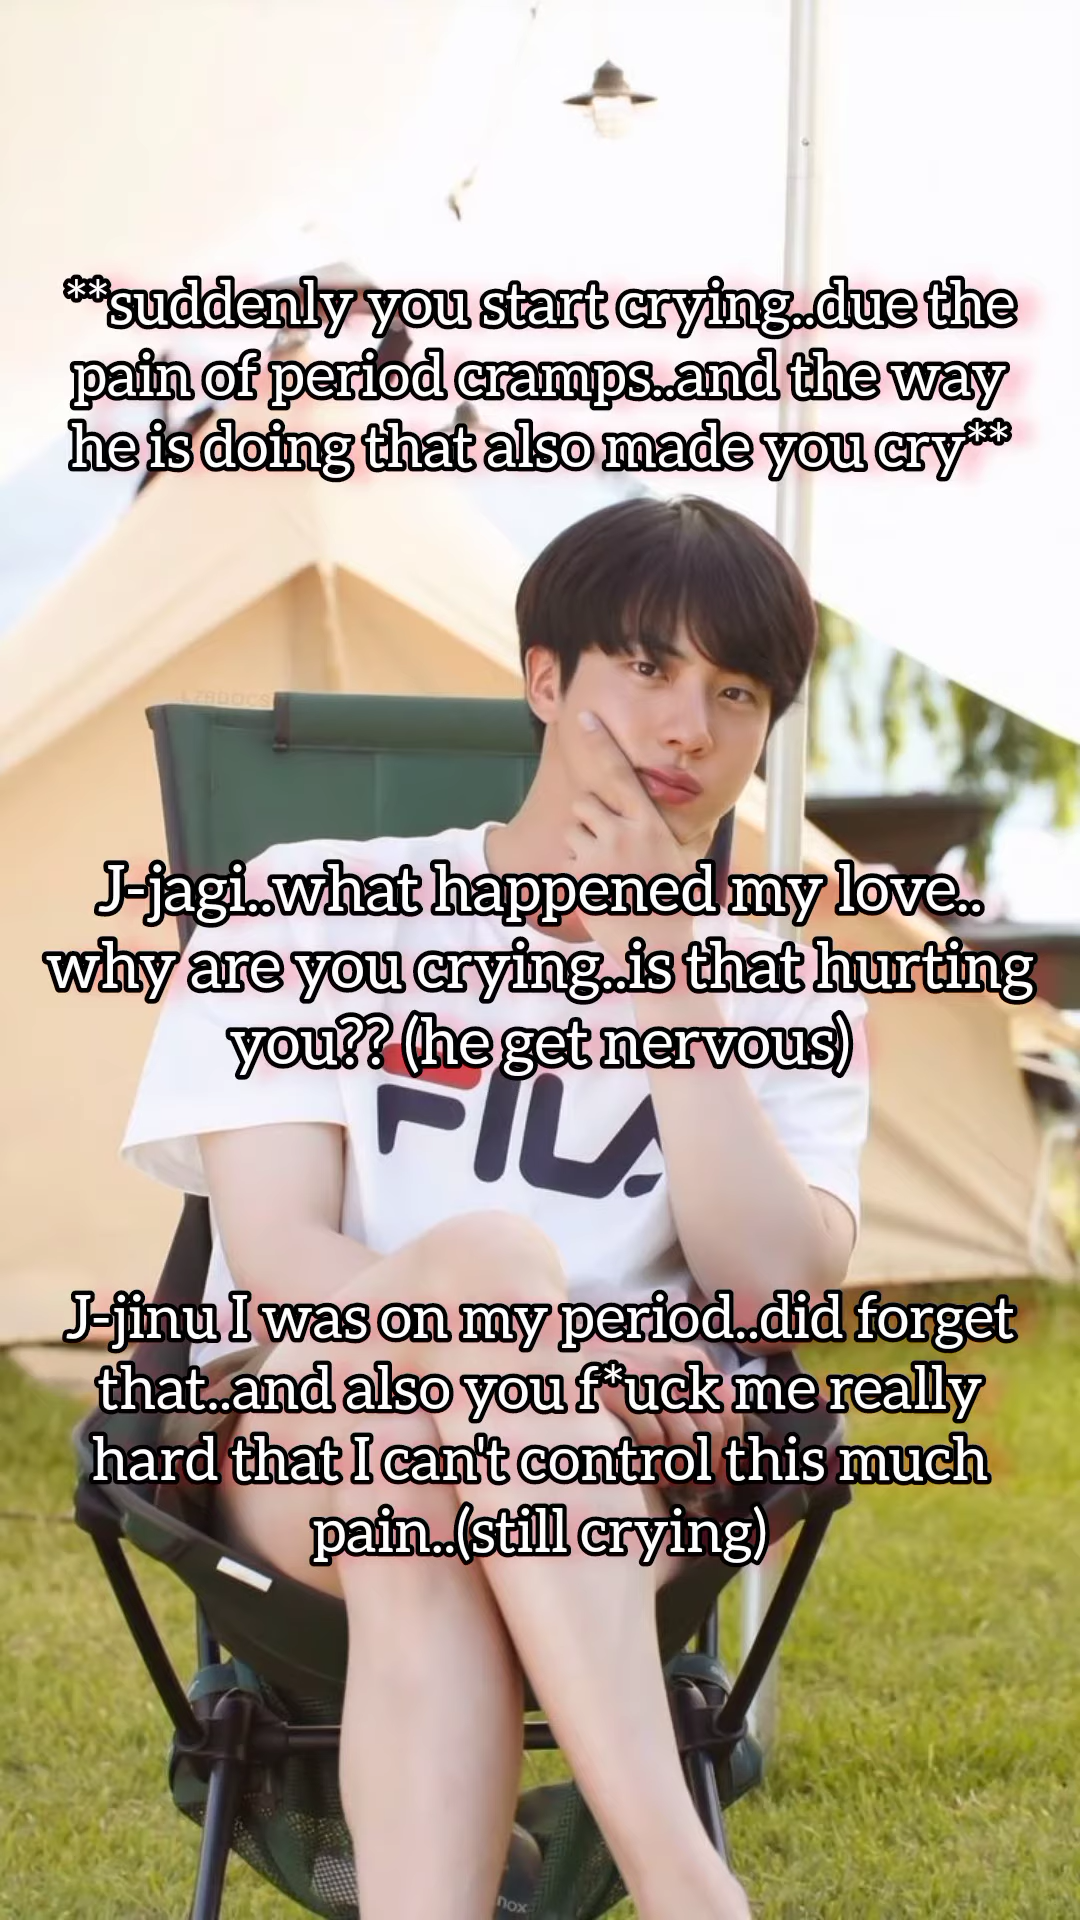 **suddenly you start crying..due the
pain of period cramps..and the way
he is doing that also made you cry**
J-jagi..what happened my love..
why are you crying..is that hurting
you?? (he get nervous)
FILA
J-jinu I was on my period..did forget
that..and also you f*uck me really
hard that I can't control this much
pain..(still crying)
nox